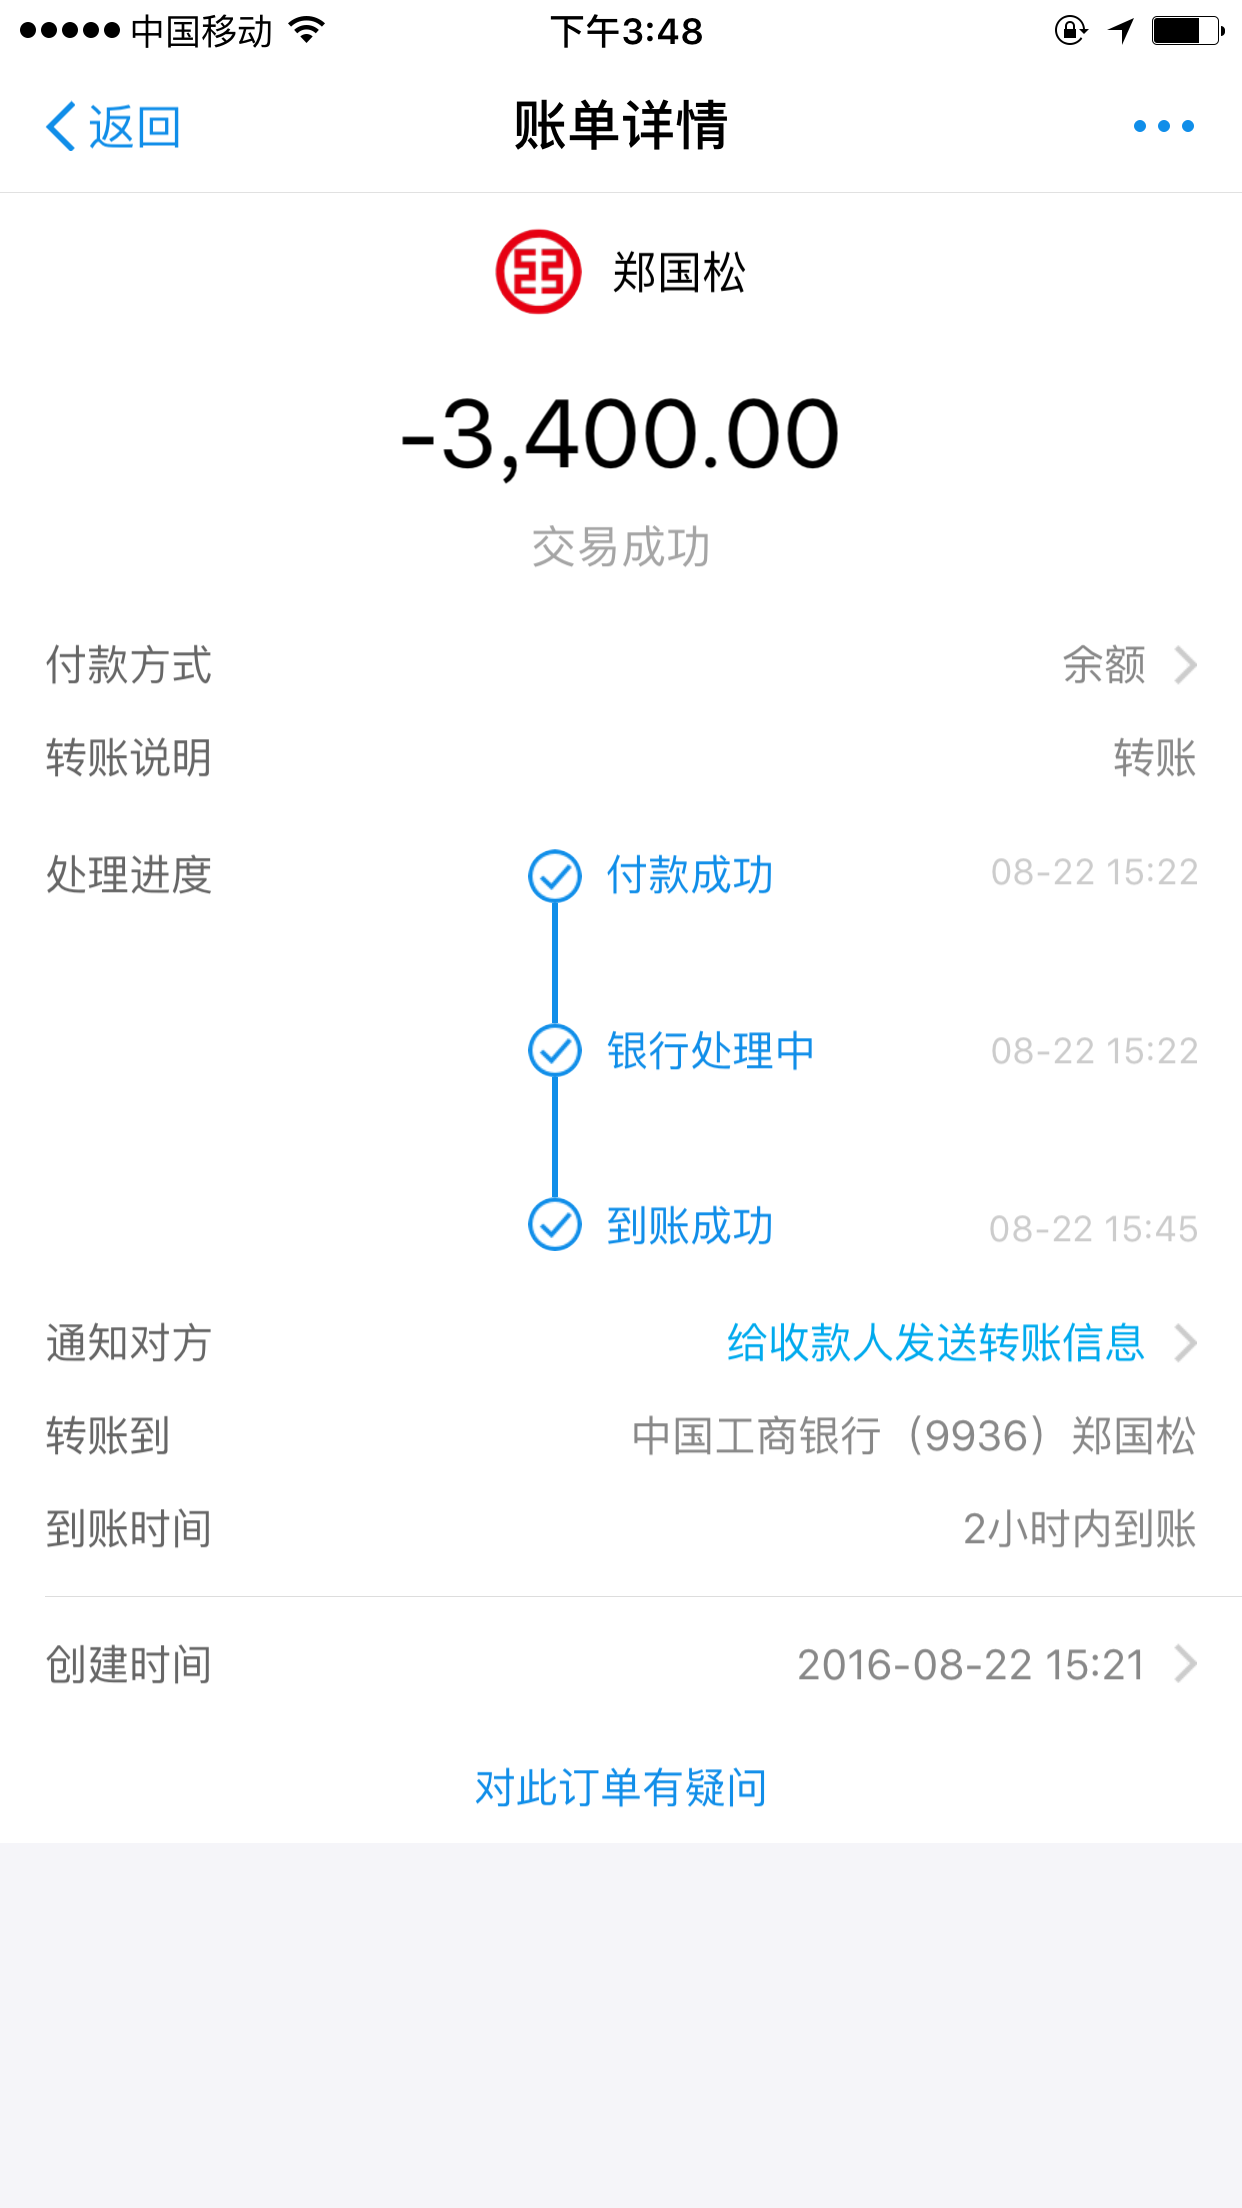 中国移动 下午3:48
返回 账单详情
郑国松
-3,400.00
交易成功
付款方式 余额
转账说明 转账
处理进度 付款成功 08-22 15:22
银行处理中 08-22 15:22
到账成功 08-22 15:45
通知对方 给收款人发送转账信息
转账到 中国工商银行（9936）郑国松
到账时间 2小时内到账
创建时间 2016-08-22 15:21
对此订单有疑问